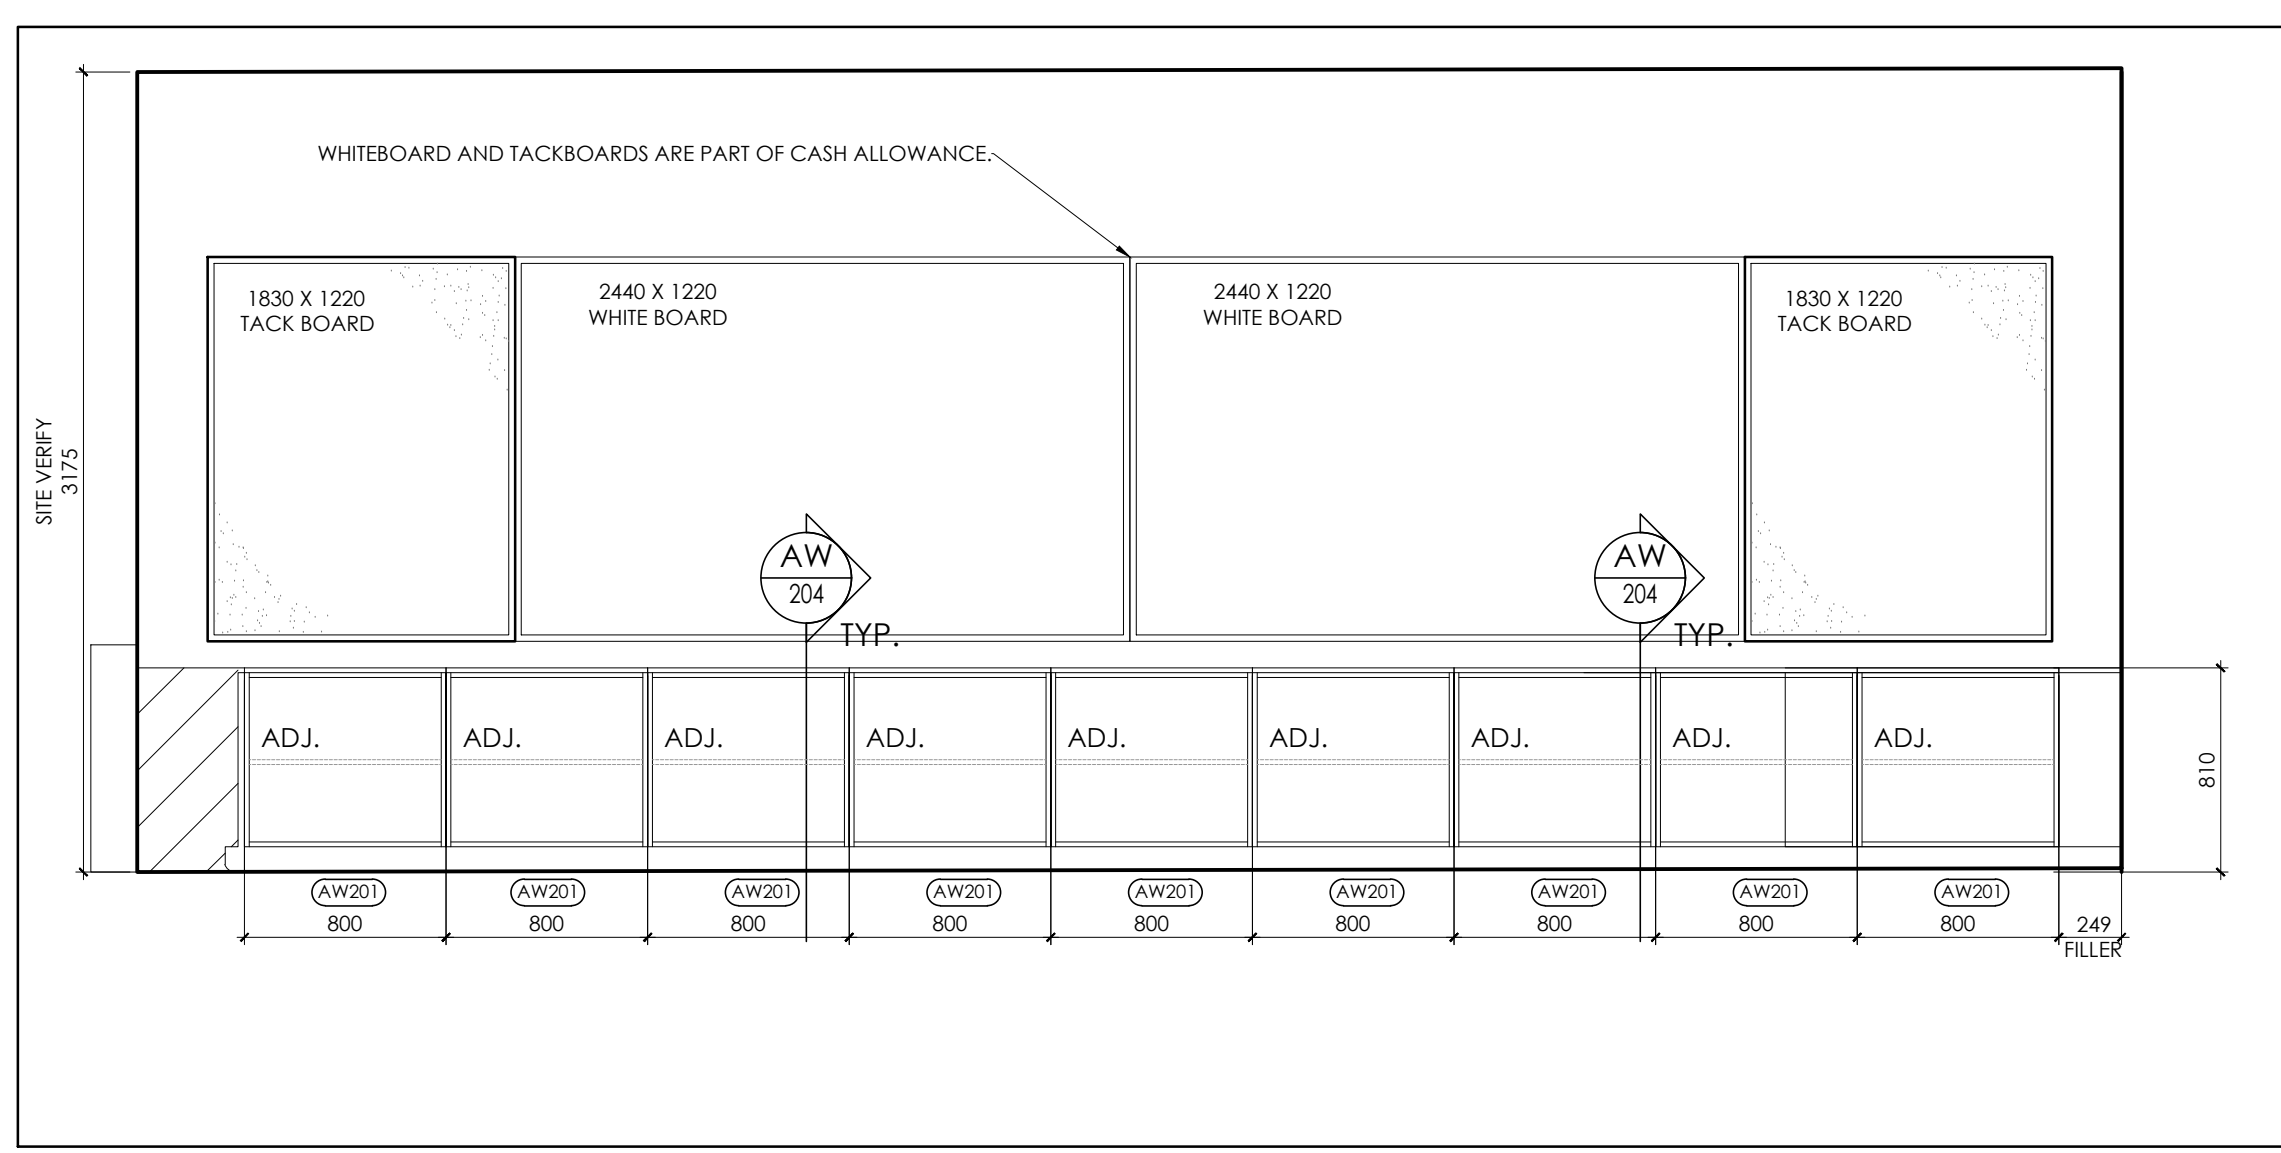 WHITEBOARD AND TACKBOARDS ARE PART OF CASH ALLOWANCE.
1830 X 1220
TACK BOARD
2440 X 1220
WHITE BOARD
2440 X 1220
WHITE BOARD
1830 X 1220
TACK BOARD
SITE VERIFY
3175
AW
204
TYP.
AW
204
TYP.
ADJ.
ADJ.
ADJ.
ADJ.
ADJ.
ADJ.
ADJ.
ADJ.
ADJ.
810
AW201
800
AW201
800
AW201
800
AW201
800
AW201
800
AW201
800
AW201
800
AW201
800
AW201
800
249
FILLER